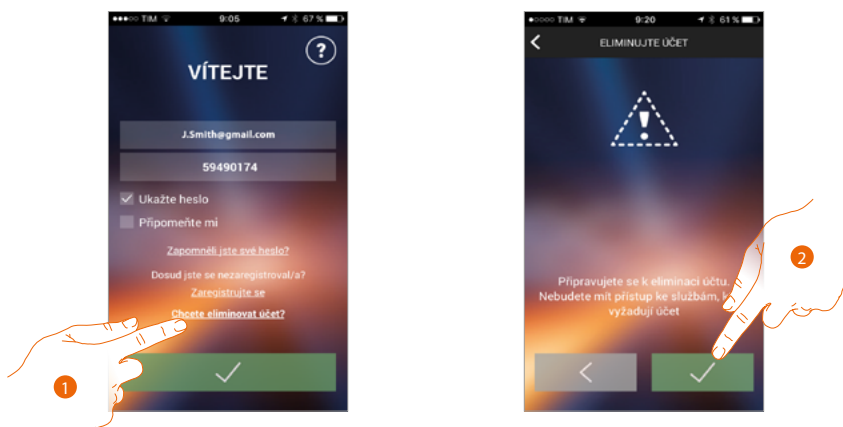 TIM 9:05 67 %
?
VÍTEJTE
J.Smith@gmail.com
59490174
Ukažte heslo
Připomeňte mi
Zapomněli jste své heslo?
Dosud jste se nezaregistroval/a?
Zaregistrujte se
Chcete eliminovat účet?
1
TIM 9:20 61 %
ELIMINUJTE ÚČET
Připravujete se k eliminaci účtu.
Nebudete mít přístup ke službám,
vyžadují účet
2